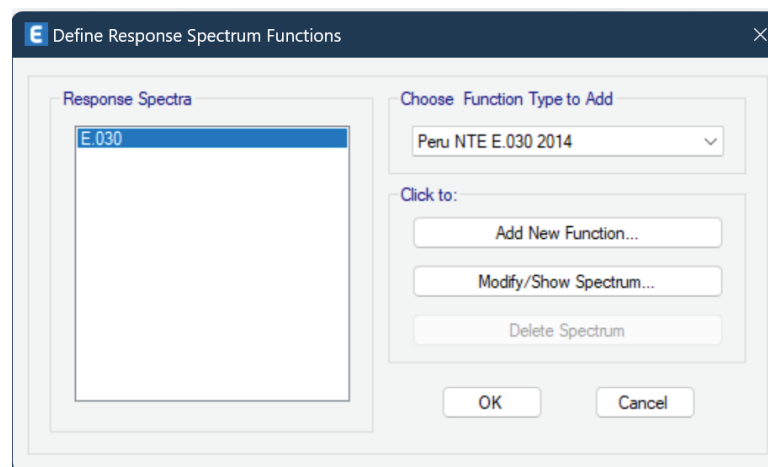 E Define Response Spectrum Functions
Response Spectra
E.030
Choose Function Type to Add
Peru NTE E.030 2014
Click to:
Add New Function...
Modify/Show Spectrum...
Delete Spectrum
OK
Cancel